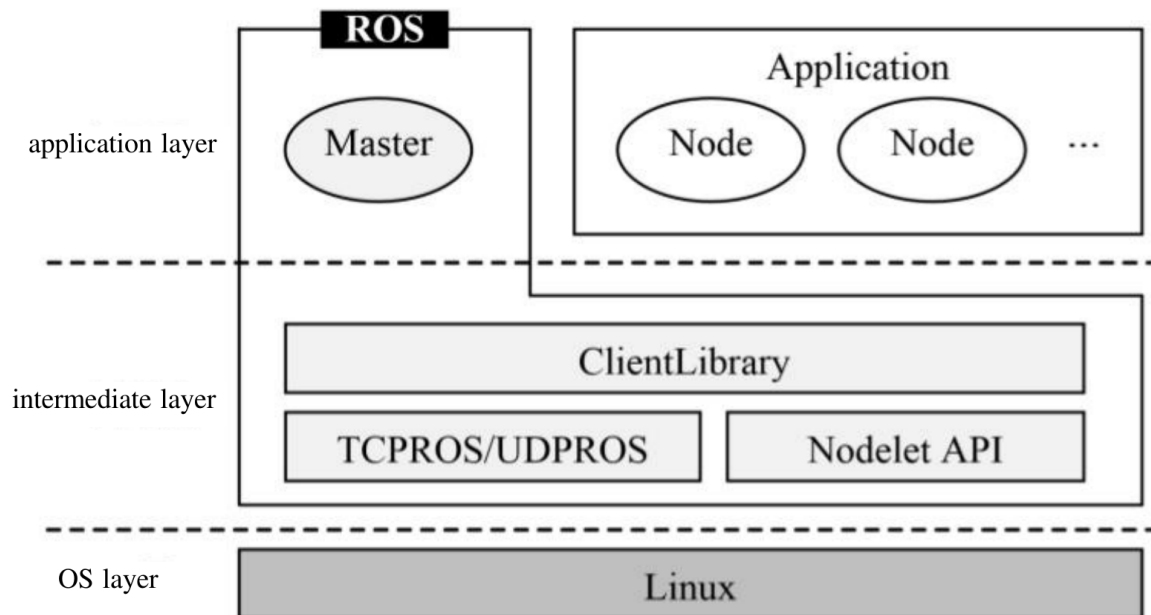 ROS
Application
application layer
Master
Node
Node
...
ClientLibrary
intermediate layer
TCPROS/UDPROS
Nodelet API
OS layer
Linux